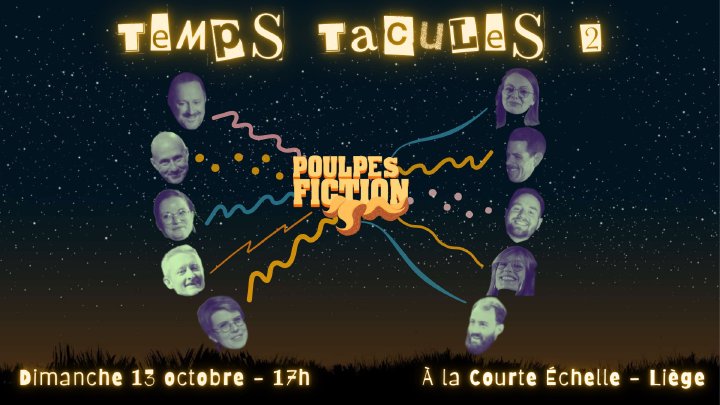 TeMPS TaCuLeS 2
POULPES
FICTION
Dimanche 13 octobre - 17h
À la Courte Échelle - Liège